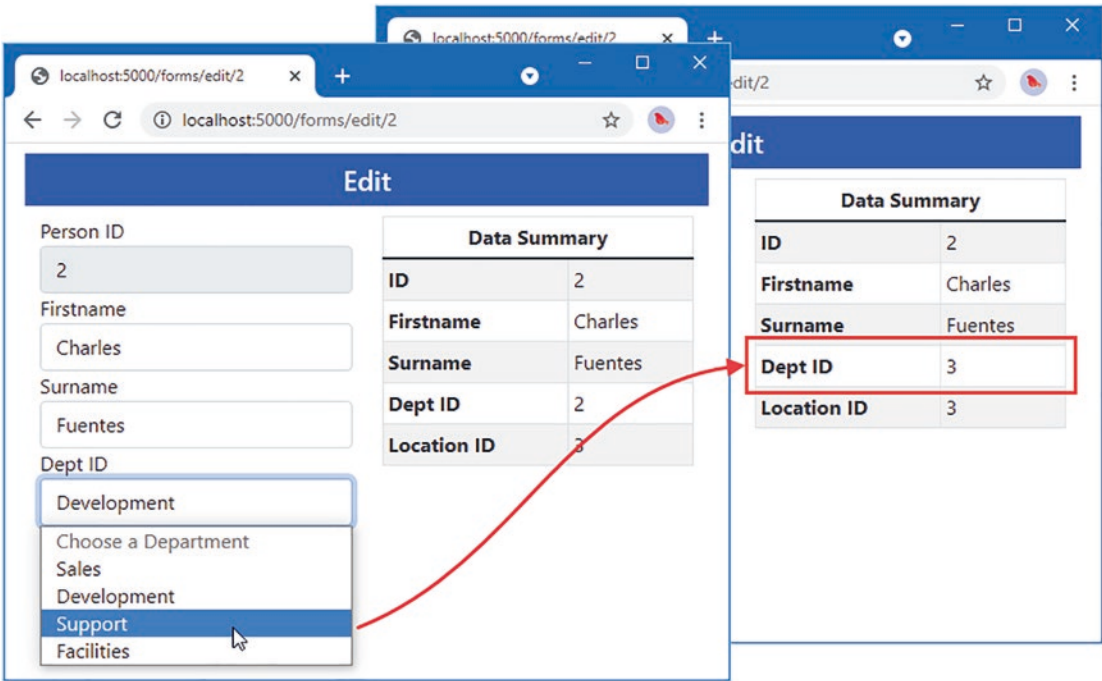 localhost:5000/forms/edit/2
localhost:5000/forms/edit/2
Edit
Person ID
2
Firstname
Charles
Surname
Fuentes
Dept ID
Development
Choose a Department
Sales
Development
Support
Facilities
Data Summary
ID 2
Firstname Charles
Surname Fuentes
Dept ID 2
Location ID 3
localhost:5000/forms/edit/2
edit/2
dit
Data Summary
ID 2
Firstname Charles
Surname Fuentes
Dept ID 3
Location ID 3